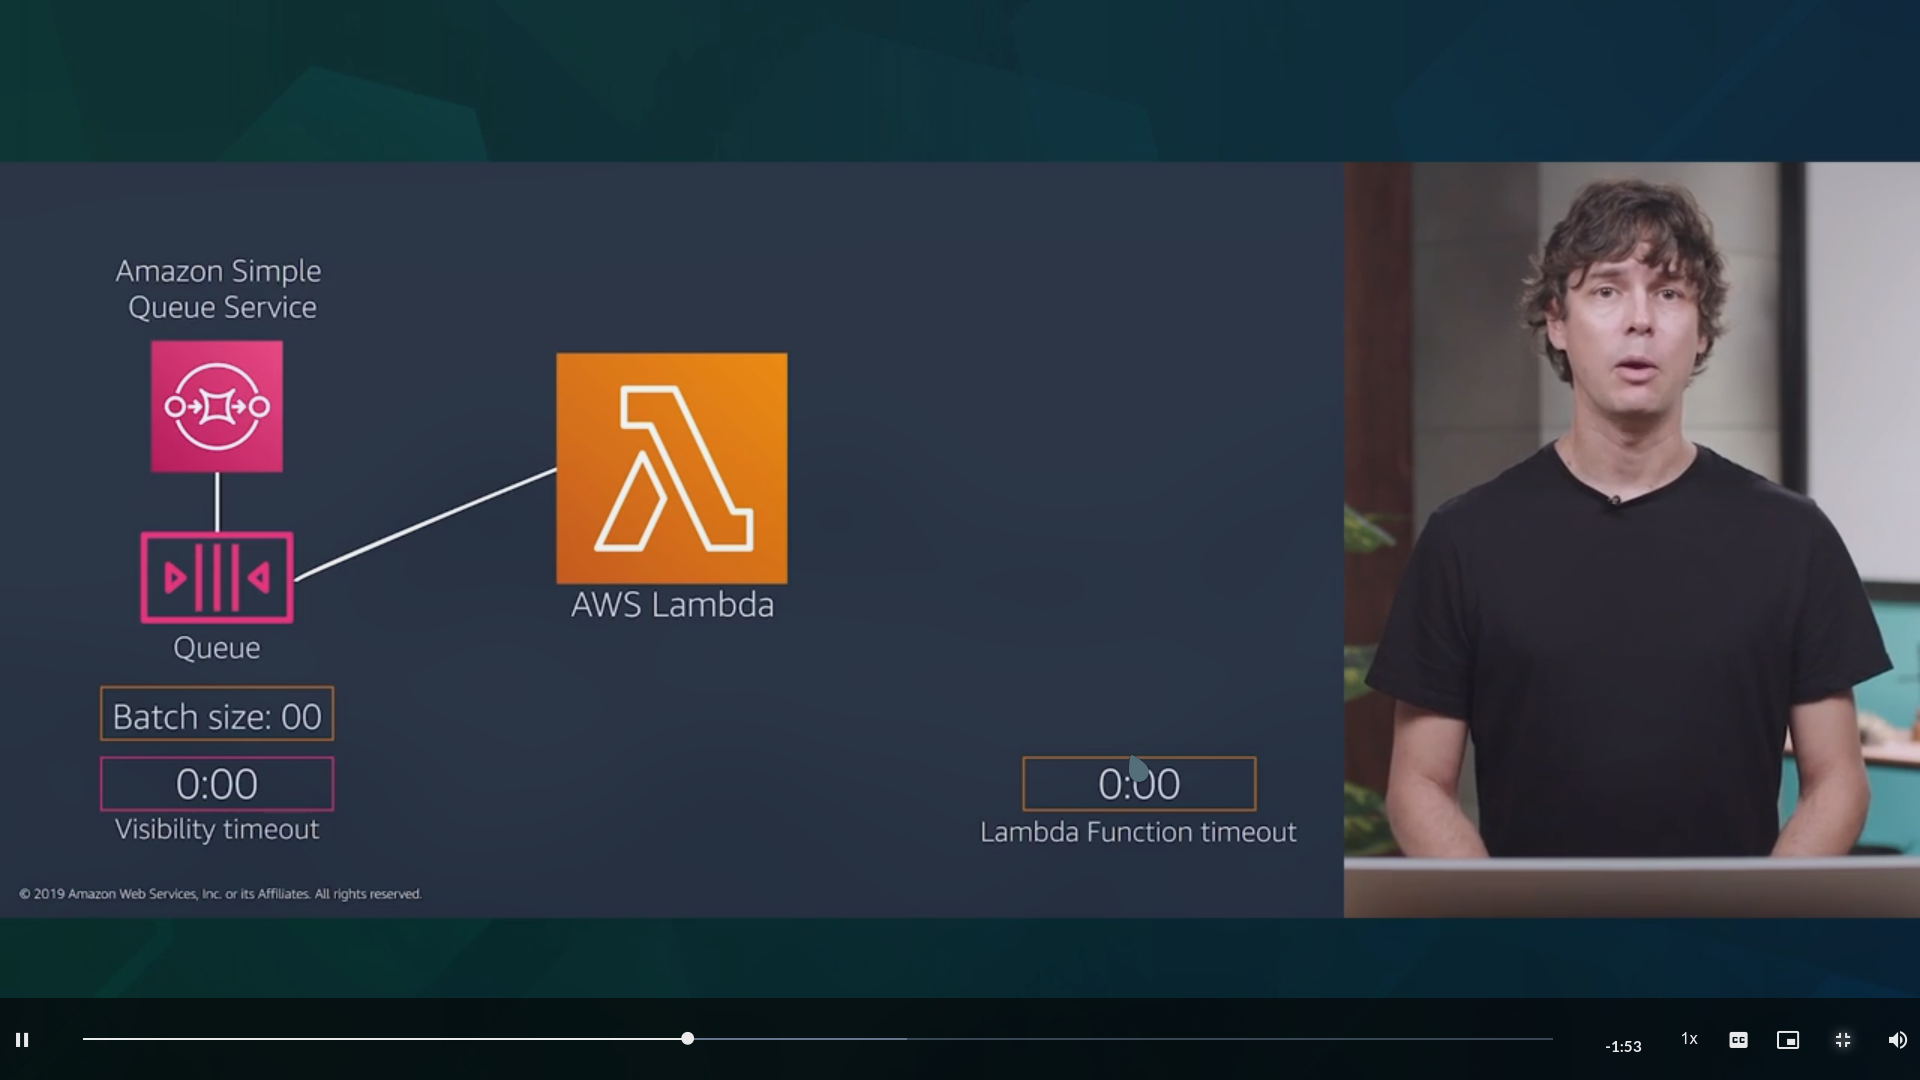 Amazon Simple
Queue Service
Queue
AWS Lambda
Batch size: 00
0:00
Visibility timeout
0:00
Lambda Function timeout
© 2019 Amazon Web Services, Inc. or its Affiliates. All rights reserved.
-1:53
1x
CC